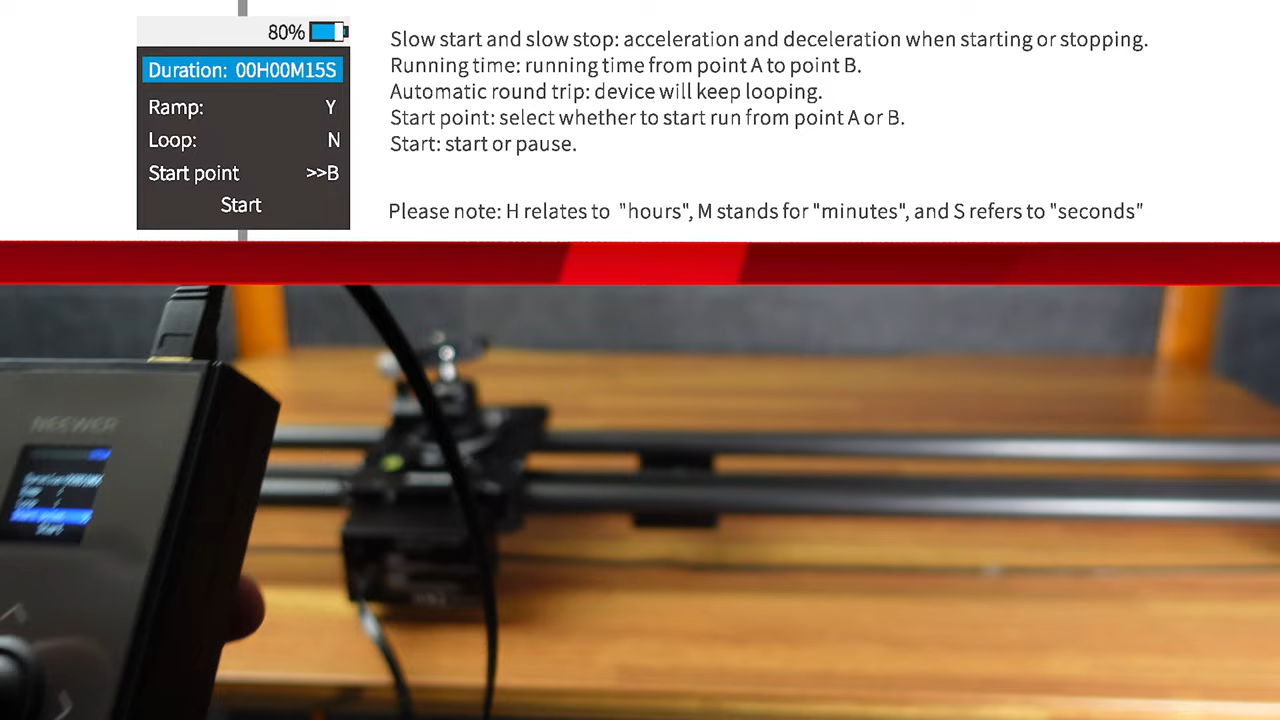 80%
Duration: 00H00M15S
Ramp: Y
Loop: N
Start point >>B
Start
Slow start and slow stop: acceleration and deceleration when starting or stopping.
Running time: running time from point A to point B.
Automatic round trip: device will keep looping.
Start point: select whether to start run from point A or B.
Start: start or pause.
Please note: H relates to "hours", M stands for "minutes", and S refers to "seconds"
NEEWER
Start